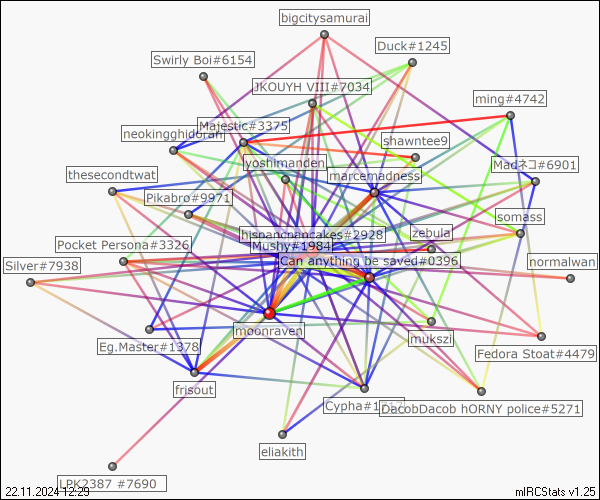 bigcitysamurai
Duck#1245
Swirly Boi#6154
JKOUYH VIII#7034
ming#4742
Majestic#3375
neokingghidorah
shawntee9
lyoshimanden
Madネコ#6901
thesecondtwat
marcemadness
Pikabro#9971
somass
hismanchancakes#2928
zebula
Pocket Persona#3326
Mushy#1984
Silver#7938
Can anything be saved#0396
normalwan
moonraven
Eg.Master#1378
mukszi
Fedora Stoat#4479
frisout
Cypha#1
DacobDacob hORNY police#5271
eliakith
LPK2387 #7690
22.11.2024 12:29
mIRCStats v1.25